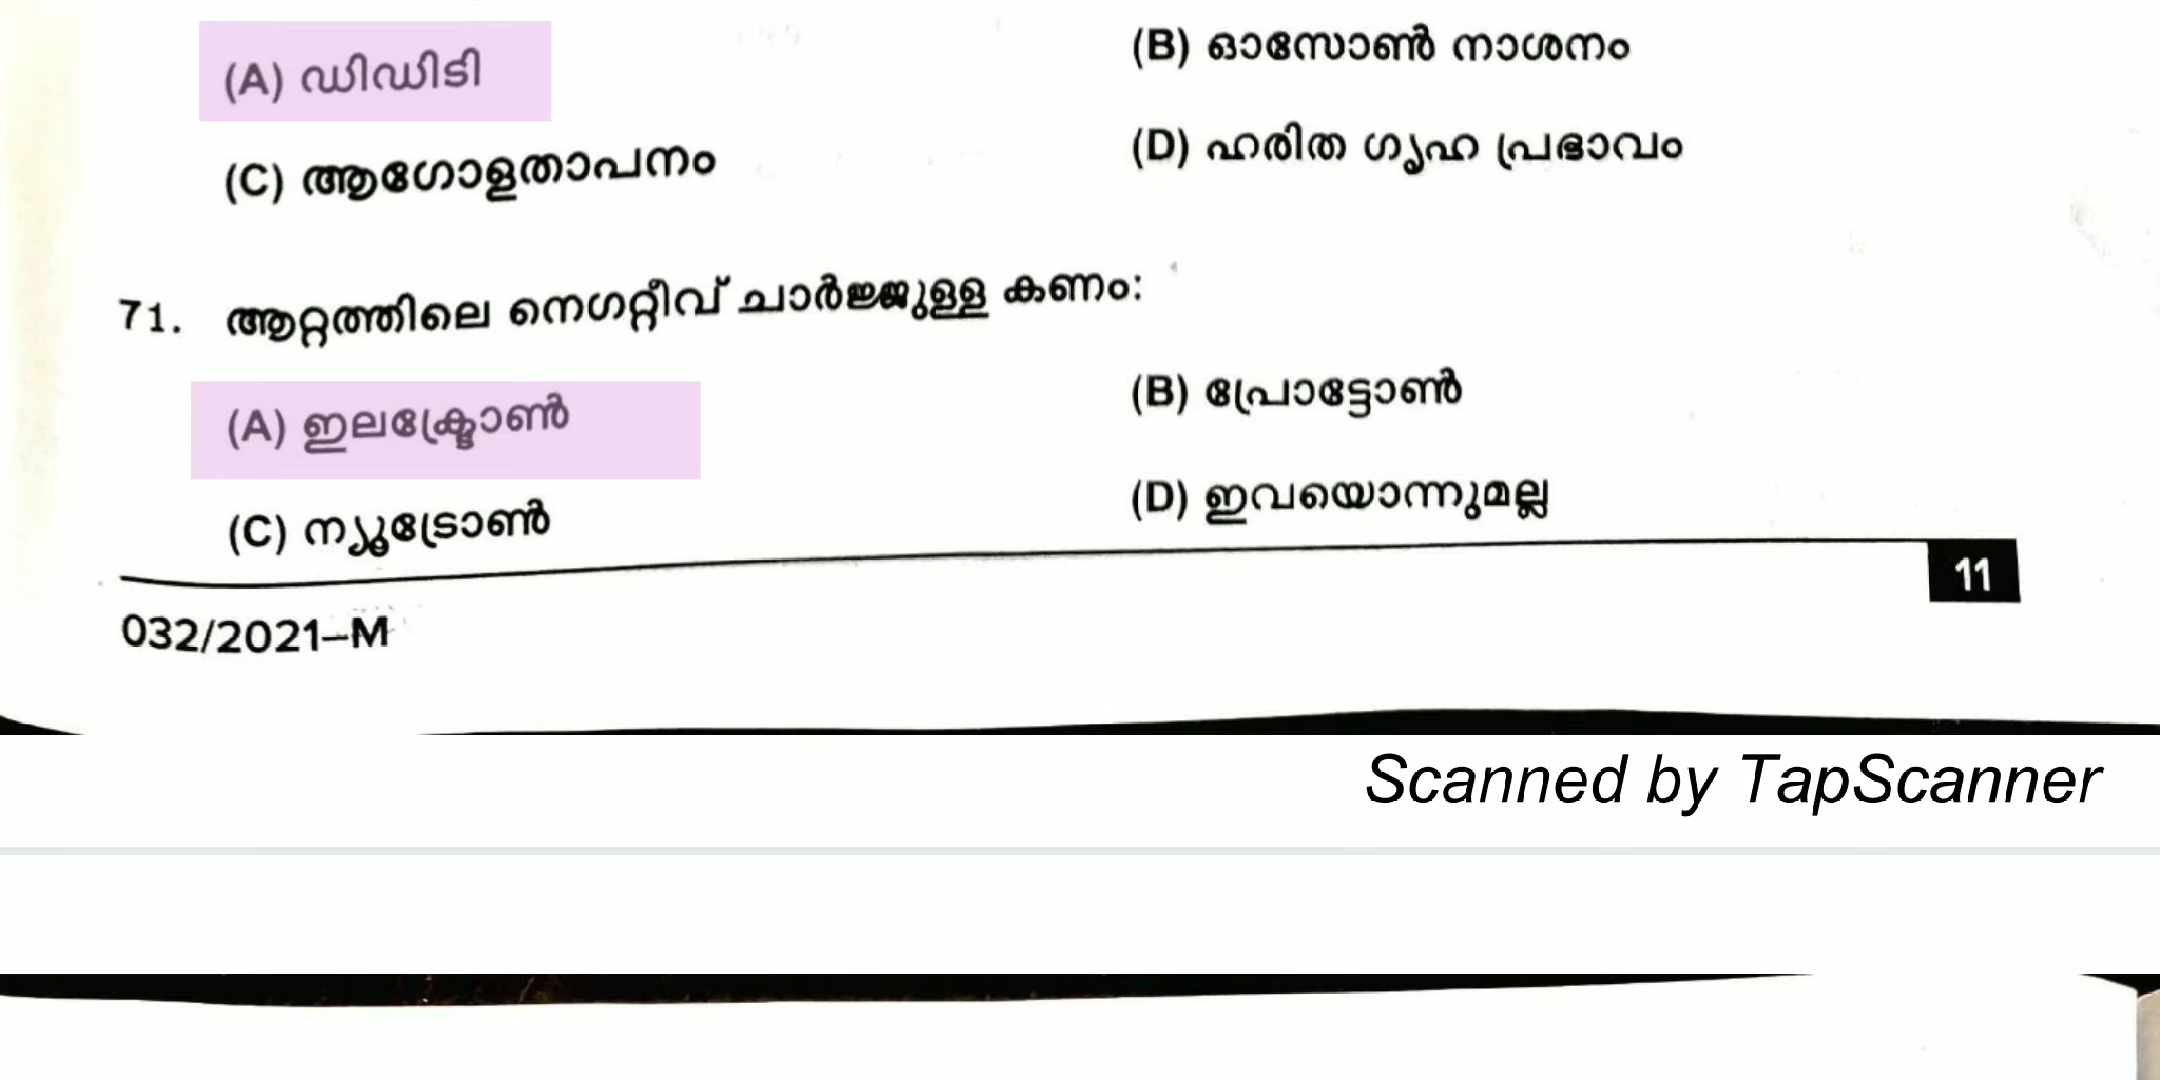 (A) ഡിഡിടി
(B) ഓസോൺ നാശനം
(C) ആഗോളതാപനം
(D) ഹരിത ഗൃഹ പ്രഭാവം
71. ആറ്റത്തിലെ നെഗറ്റീവ് ചാർജ്ജുള്ള കണം:
(A) ഇലക്ട്രോൺ
(B) പ്രോട്ടോൺ
(C) ന്യൂട്രോൺ
(D) ഇവയൊന്നുമല്ല
11
032/2021–M
Scanned by TapScanner